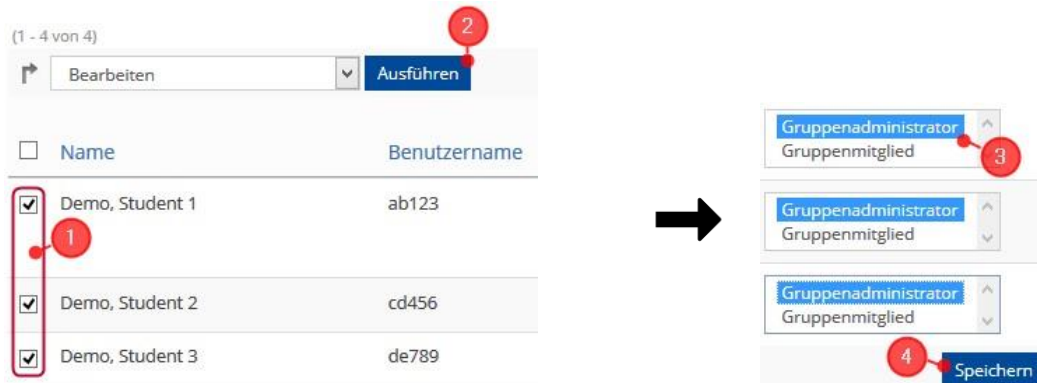 (1 - 4 von 4)
2
Bearbeiten
Ausführen
Name
Benutzername
Demo, Student 1
ab123
1
Demo, Student 2
cd456
Demo, Student 3
de789
Gruppenadministrator
Gruppenmitglied
3
Gruppenadministrator
Gruppenmitglied
Gruppenadministrator
Gruppenmitglied
4
Speichern